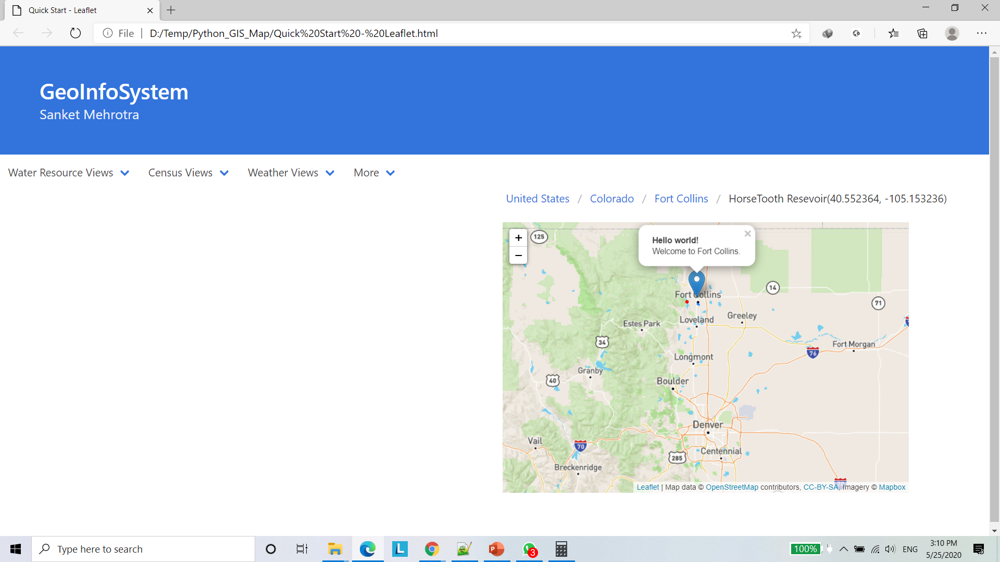 Quick Start - Leaflet
File | D:/Temp/Python_GIS_Map/Quick%20Start%20-%20Leaflet.html
GeoInfoSystem
Sanket Mehrotra
Water Resource Views Census Views Weather Views More
United States / Colorado / Fort Collins / HorseTooth Resevoir(40.552364, -105.153236)
+
−
125
Hello world!
Welcome to Fort Collins.
14
Fort Collins
71
Greeley
Loveland
Estes Park
34
Fort Morgan
76
Longmont
Granby
40
Boulder
Denver
Vail
70
Centennial
285
Breckenridge
Leaflet | Map data © OpenStreetMap contributors, CC-BY-SA, Imagery © Mapbox
Type here to search
L
P
3
100%
ENG
3:10 PM
5/25/2020